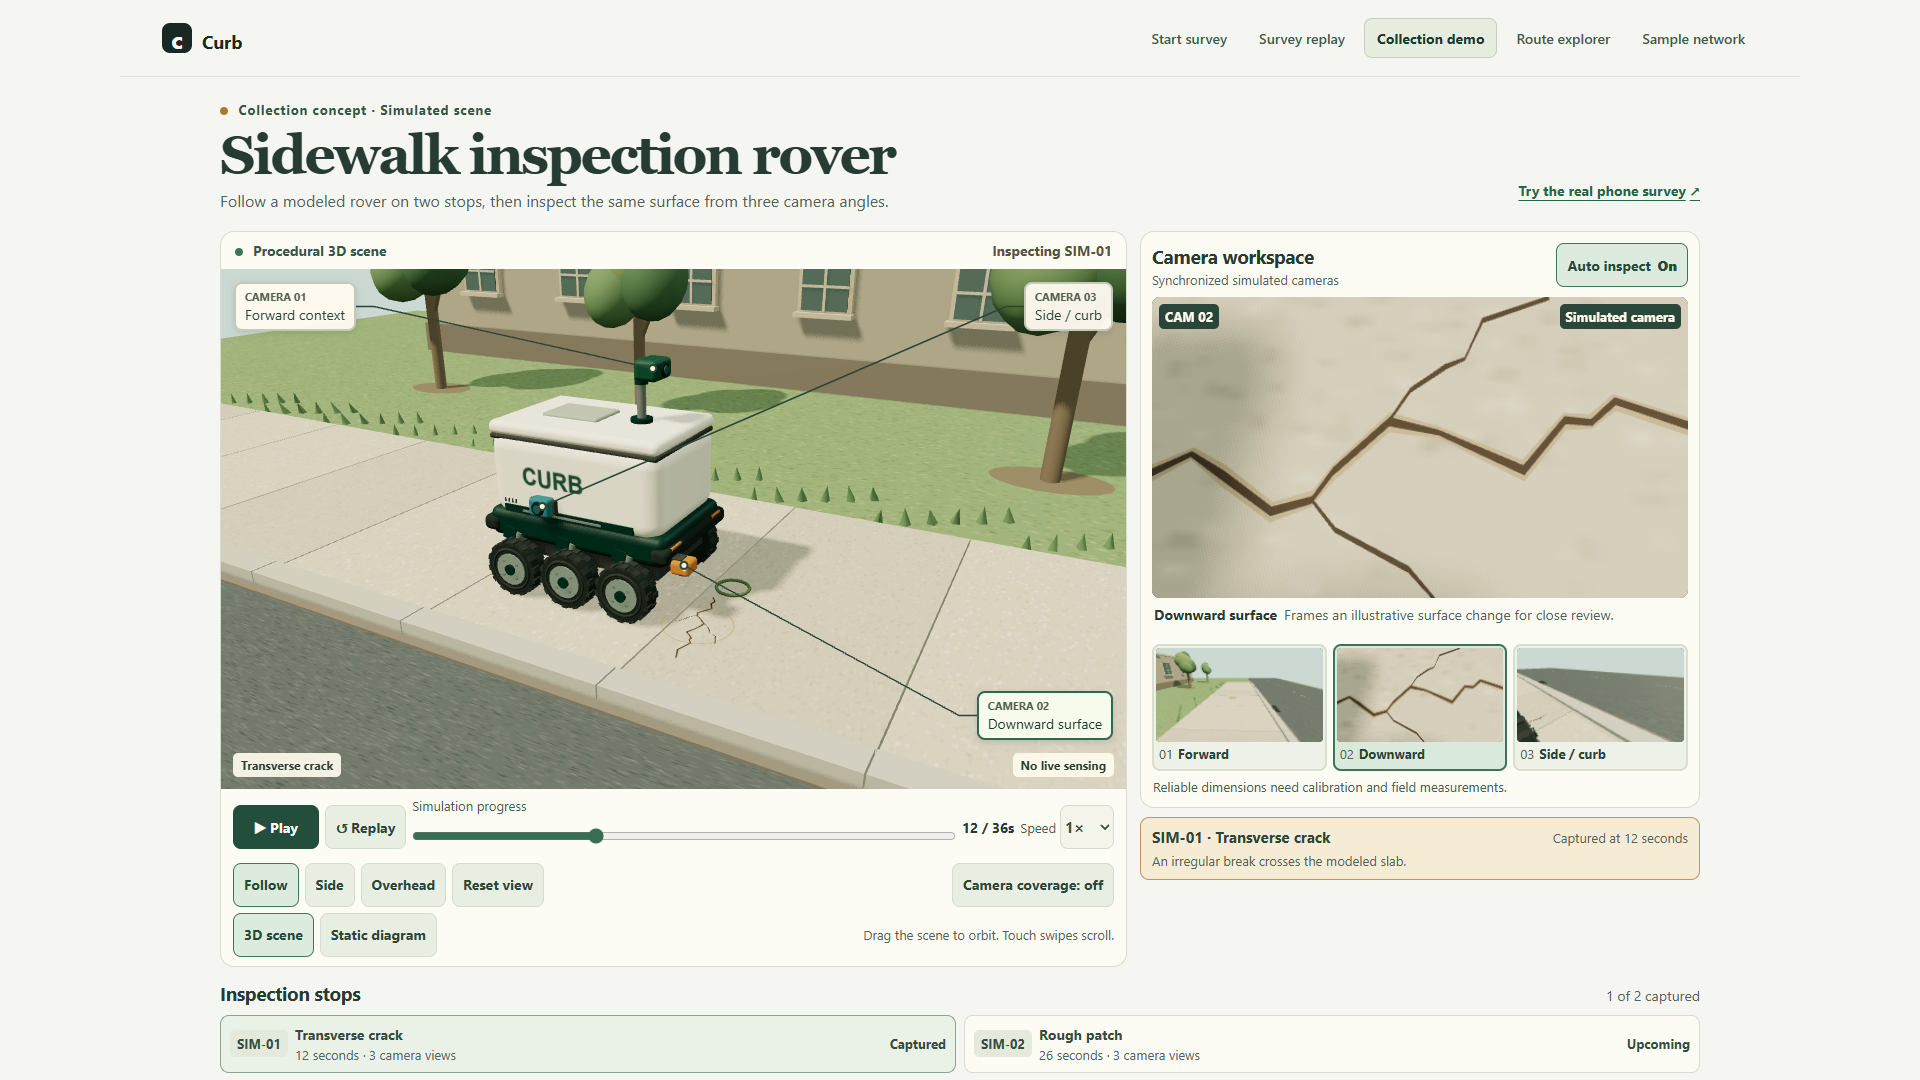 c Curb
Start survey
Survey replay
Collection demo
Route explorer
Sample network
Collection concept · Simulated scene
Sidewalk inspection rover
Follow a modeled rover on two stops, then inspect the same surface from three camera angles.
Try the real phone survey ↗
Procedural 3D scene
Inspecting SIM-01
CAMERA 01
Forward context
CAMERA 03
Side / curb
CURB
CAMERA 02
Downward surface
Transverse crack
No live sensing
▶ Play
↺ Replay
Simulation progress
12 / 36s
Speed
1×
Follow
Side
Overhead
Reset view
Camera coverage: off
3D scene
Static diagram
Drag the scene to orbit. Touch swipes scroll.
Camera workspace
Synchronized simulated cameras
Auto inspect On
CAM 02
Simulated camera
Downward surface Frames an illustrative surface change for close review.
01 Forward
02 Downward
03 Side / curb
Reliable dimensions need calibration and field measurements.
SIM-01 · Transverse crack
Captured at 12 seconds
An irregular break crosses the modeled slab.
Inspection stops
1 of 2 captured
SIM-01
Transverse crack
12 seconds · 3 camera views
Captured
SIM-02
Rough patch
26 seconds · 3 camera views
Upcoming